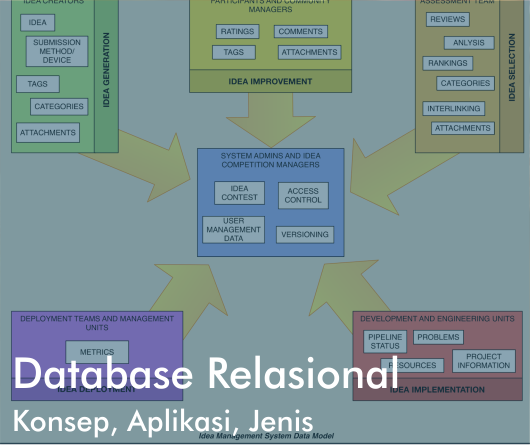 IDEA CREATORS
IDEA
SUBMISSION
METHOD/
DEVICE
TAGS
CATEGORIES
ATTACHMENTS
IDEA GENERATION
PARTICIPANTS AND COMMUNITY
MANAGERS
RATINGS
COMMENTS
TAGS
ATTACHMENTS
IDEA IMPROVEMENT
ASSESSMENT TEAM
REVIEWS
ANLYSIS
RANKINGS
CATEGORIES
INTERLINKING
ATTACHMENTS
IDEA SELECTION
SYSTEM ADMINS AND IDEA
COMPETITION MANAGERS
IDEA
CONTEST
ACCESS
CONTROL
USER
MANAGEMENT
DATA
VERSIONING
DEPLOYMENT TEAMS AND MANAGEMENT
UNITS
METRICS
IDEA DEPLOYMENT
DEVELOPMENT AND ENGINEERING UNITS
PIPELINE
STATUS
PROBLEMS
RESOURCES
PROJECT
INFORMATION
IDEA IMPLEMENTATION
Database Relasional
Konsep, Aplikasi, Jenis
Idea Management System Data Model